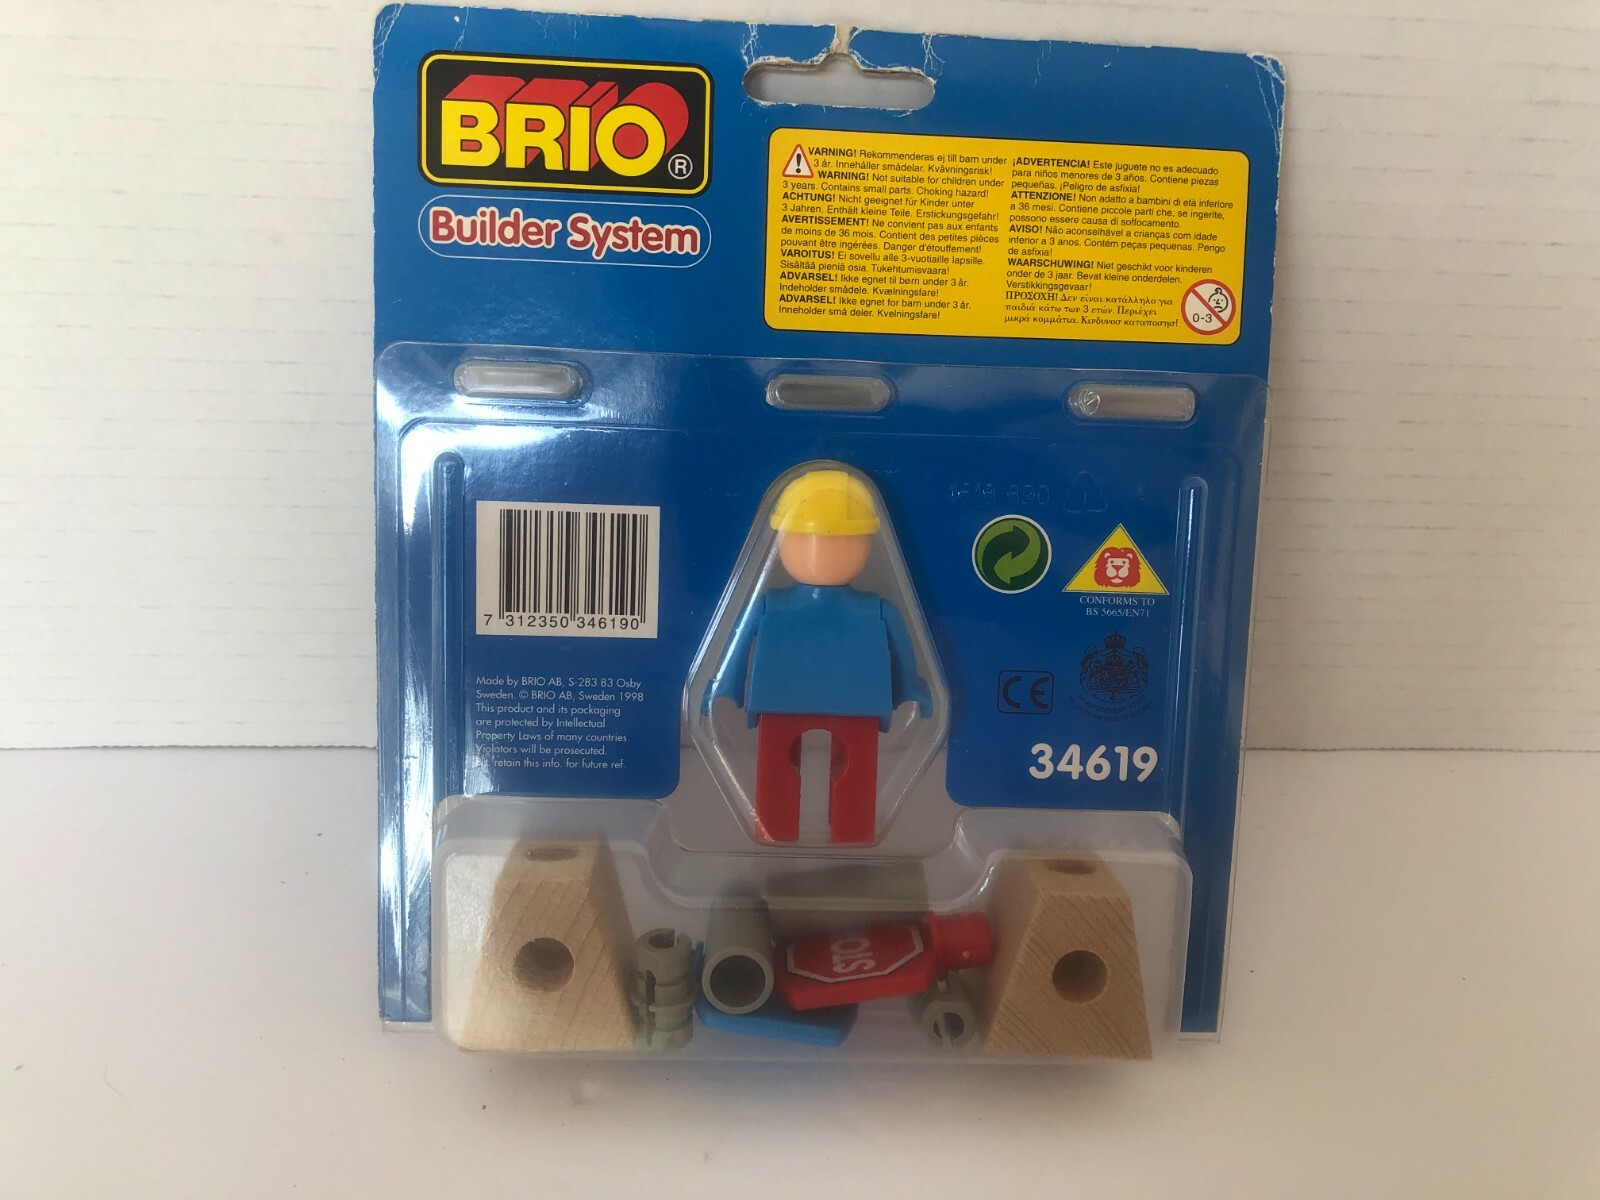 BRIO®
Builder System
VARNING! Rekommenderas ej till barn under
3 år. Innehåller smådelar. Kvävningsrisk!
WARNING! Not suitable for children under
3 years. Contains small parts. Choking hazard!
ACHTUNG! Nicht geeignet für Kinder unter
3 Jahren. Enthält kleine Teile. Erstickungsgefahr!
AVERTISSEMENT! Ne convient pas aux enfants
de moins de 36 mois. Contient des petites pièces
pouvant être ingérées. Danger d'étouffement!
VAROITUS! Ei sovellu alle 3-vuotiaille lapsille.
Sisältää pieniä osia. Tukehtumisvaara!
ADVARSEL! Ikke egnet til børn under 3 år.
Indeholder smådele. Kvælningsfare!
ADVARSEL! Ikke egnet for barn under 3 år.
Inneholder små deler. Kvelningsfare!
¡ADVERTENCIA! Este juguete no es adecuado
para niños menores de 3 años. Contiene piezas
pequeñas. ¡Peligro de asfixia!
ATTENZIONE! Non adatto a bambini di età inferiore
a 36 mesi. Contiene piccole parti che, se ingerite,
possono essere causa di soffocamento.
AVISO! Não aconselhável a crianças com idade
inferior a 3 anos. Contém peças pequenas. Perigo
de asfixia!
WAARSCHUWING! Niet geschikt voor kinderen
onder de 3 jaar. Bevat kleine onderdelen.
Verstikkingsgevaar!
ΠΡΟΣΟΧΗ! Δεν είναι κατάλληλο για
παιδιά κάτω των 3 ετών. Περιέχει
μικρά κομμάτια. Κινδυνοσ καταποσησ!
0-3
7 312350 346190
Made by BRIO AB, S-283 83 Osby
Sweden. © BRIO AB, Sweden 1998
This product and its packaging
are protected by Intellectual
Property Laws of many countries.
Violators will be prosecuted.
retain this info. for future ref.
CONFORMS TO
BS 5665/EN71
CE
34619
STO